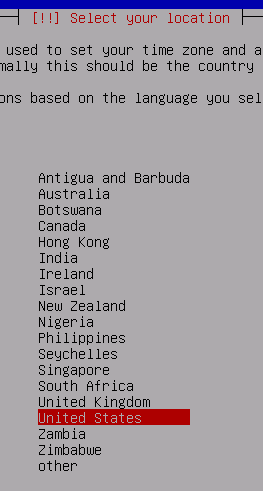 [!!] Select your location
used to set your time zone and a
mally this should be the country
ons based on the language you sel
Antigua and Barbuda
Australia
Botswana
Canada
Hong Kong
India
Ireland
Israel
New Zealand
Nigeria
Philippines
Seychelles
Singapore
South Africa
United Kingdom
United States
Zambia
Zimbabwe
other